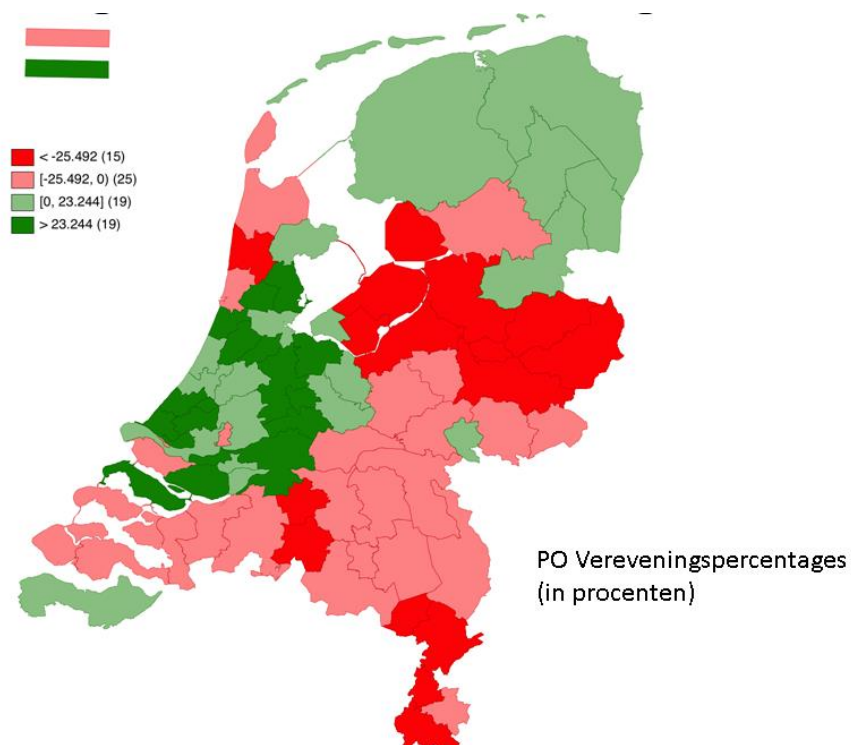 < -25.492 (15)
[-25.492, 0) (25)
[0, 23.244] (19)
> 23.244 (19)
PO Vereveningspercentages
(in procenten)